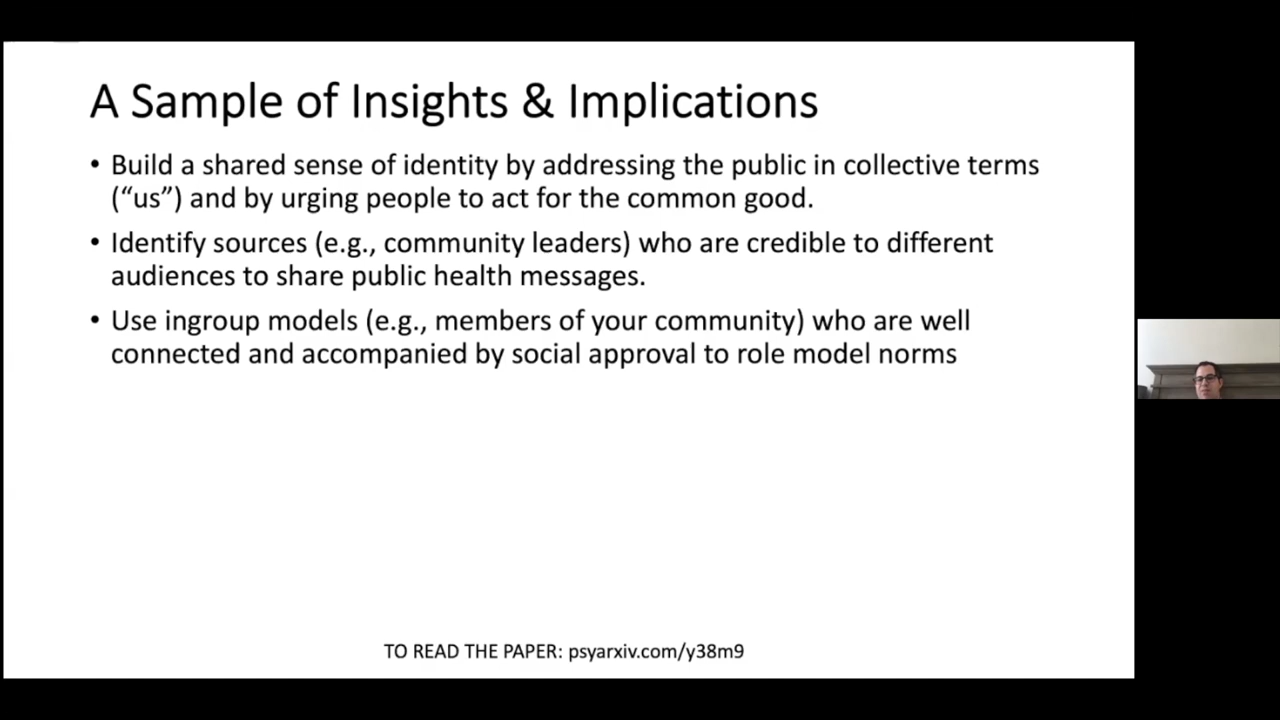 A Sample of Insights & Implications
• Build a shared sense of identity by addressing the public in collective terms
(“us”) and by urging people to act for the common good.
• Identify sources (e.g., community leaders) who are credible to different
audiences to share public health messages.
• Use ingroup models (e.g., members of your community) who are well
connected and accompanied by social approval to role model norms
TO READ THE PAPER: psyarxiv.com/y38m9